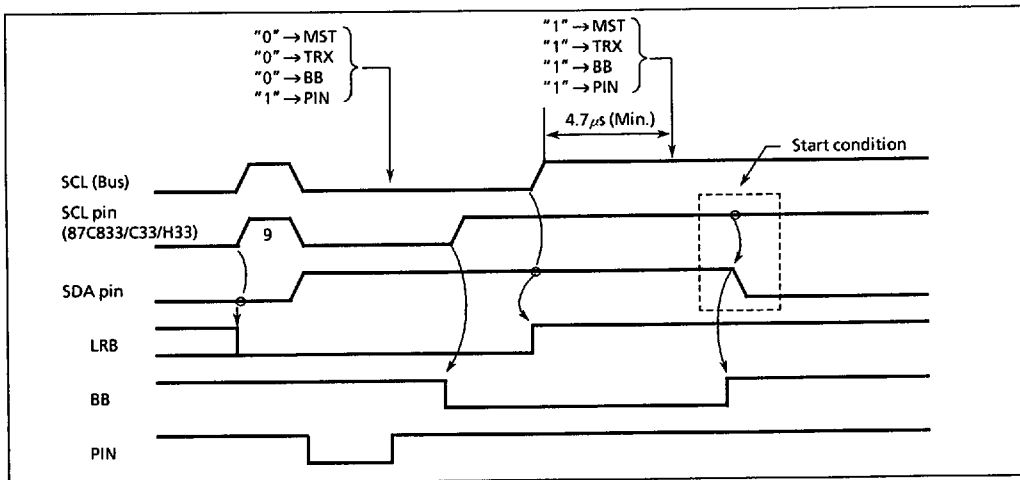 "0" → MST
"0" → TRX
"0" → BB
"1" → PIN
"1" → MST
"1" → TRX
"1" → BB
"1" → PIN
4.7μs (Min.)
Start condition
SCL (Bus)
SCL pin
(87C833/C33/H33)
9
SDA pin
LRB
BB
PIN